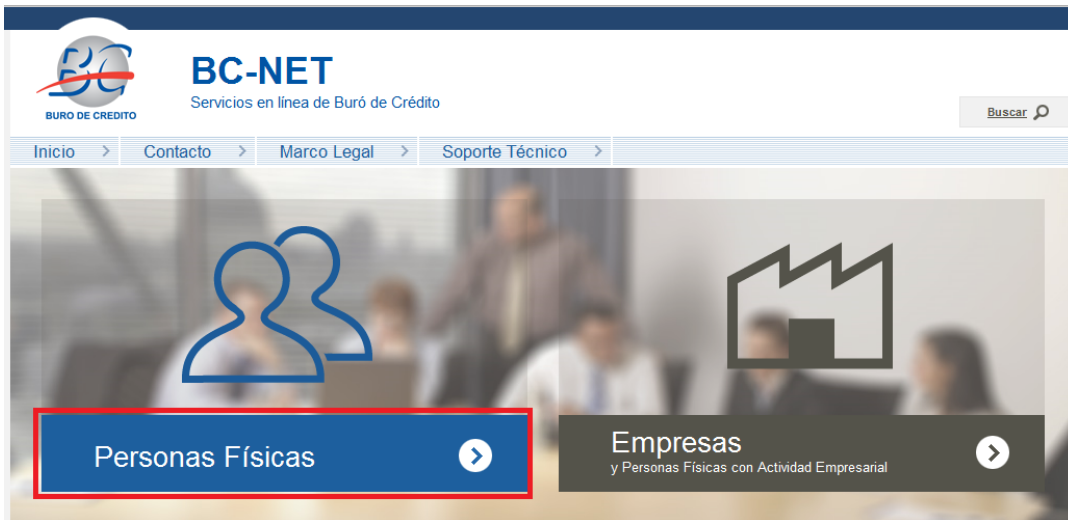 BC
BURO DE CREDITO
BC-NET
Servicios en línea de Buró de Crédito
Buscar
Inicio > Contacto > Marco Legal > Soporte Técnico >
Personas Físicas
Empresas
y Personas Físicas con Actividad Empresarial